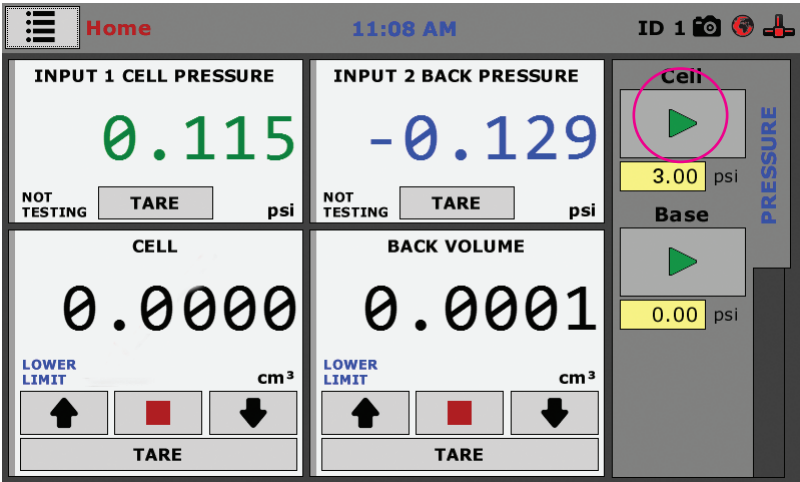 Home
11:08 AM
ID 1
INPUT 1 CELL PRESSURE
0.115
NOT
TESTING
TARE
psi
INPUT 2 BACK PRESSURE
-0.129
NOT
TESTING
TARE
psi
CELL
0.0000
LOWER
LIMIT
cm³
TARE
BACK VOLUME
0.0001
LOWER
LIMIT
cm³
TARE
Cell
3.00 psi
Base
0.00 psi
PRESSURE